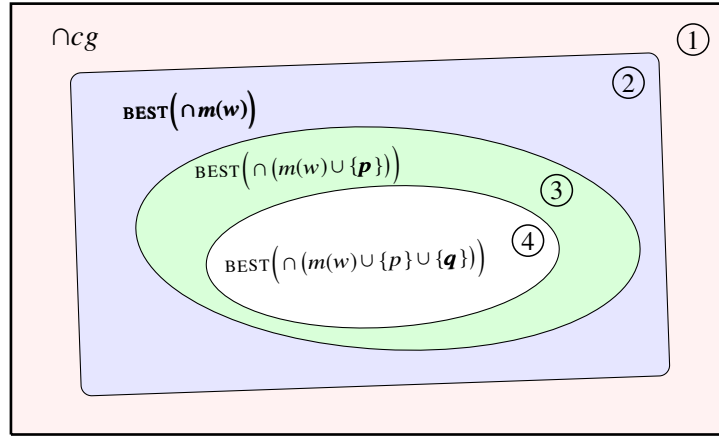 ∩cg ①
②
BEST(∩m(w))
BEST(∩(m(w)∪{p}))
③
④
BEST(∩(m(w)∪{p}∪{q}))